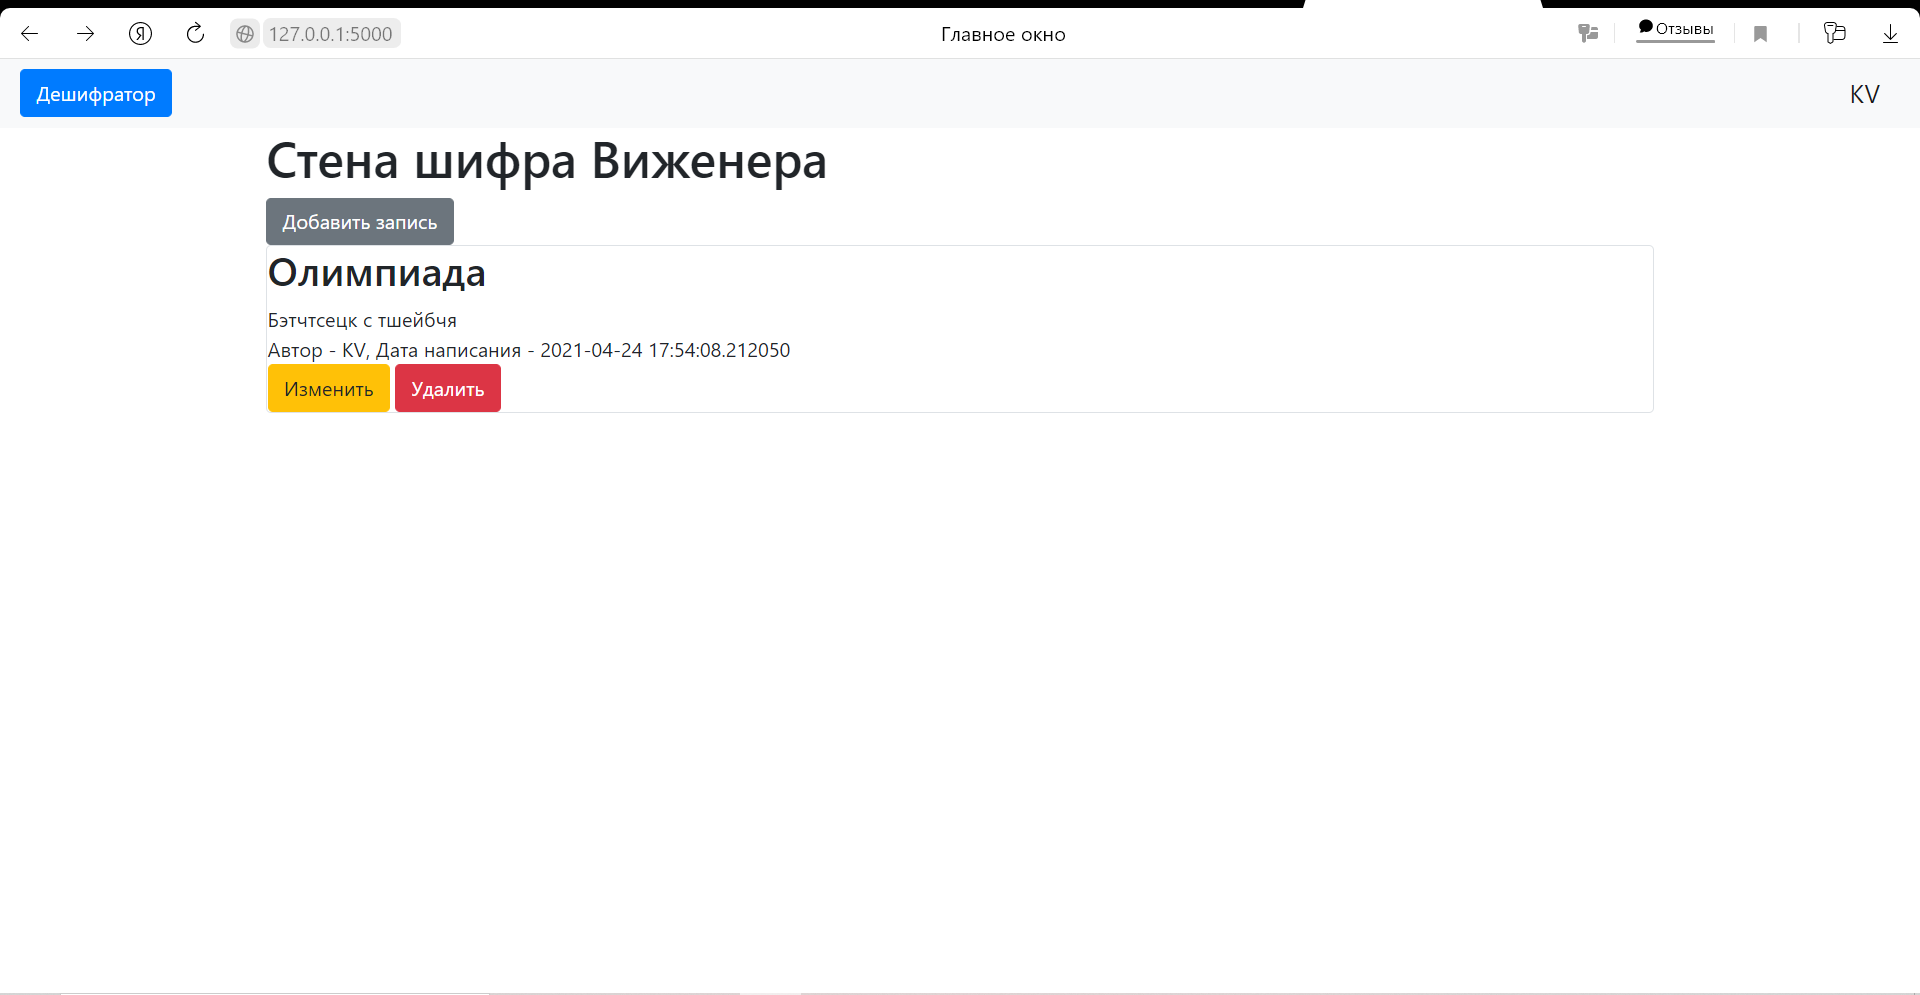 Я 127.0.0.1:5000 Главное окно Отзывы
Дешифратор KV
Стена шифра Виженера
Добавить запись
Олимпиада
Бэтчтсецк с тшейбчя
Автор - KV, Дата написания - 2021-04-24 17:54:08.212050
Изменить Удалить